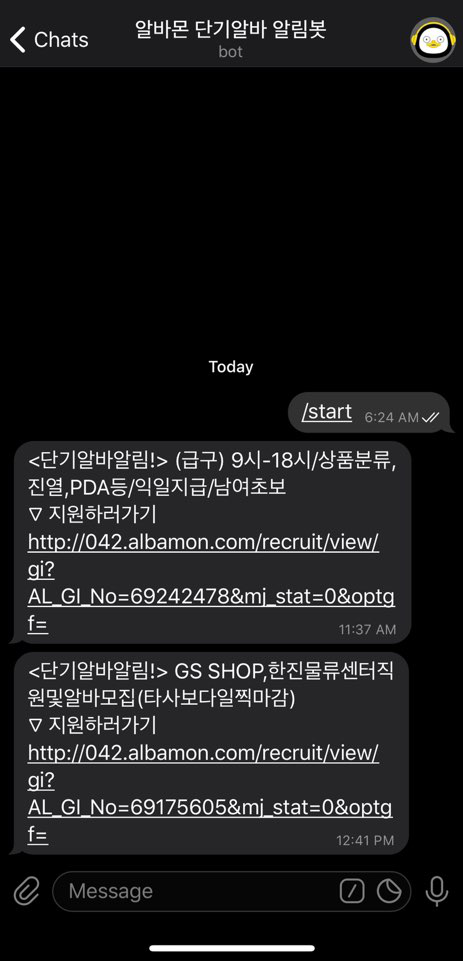 Chats
알바몬 단기알바 알림봇
bot
Today
/start 6:24 AM
<단기알바알림!> (급구) 9시-18시/상품분류,
진열,PDA등/익일지급/남여초보
▽ 지원하러가기
http://042.albamon.com/recruit/view/
gi?
AL_GI_No=69242478&mj_stat=0&optg
f=
11:37 AM
<단기알바알림!> GS SHOP,한진물류센터직
원및알바모집(타사보다일찍마감)
▽ 지원하러가기
http://042.albamon.com/recruit/view/
gi?
AL_GI_No=69175605&mj_stat=0&optg
f=
12:41 PM
Message